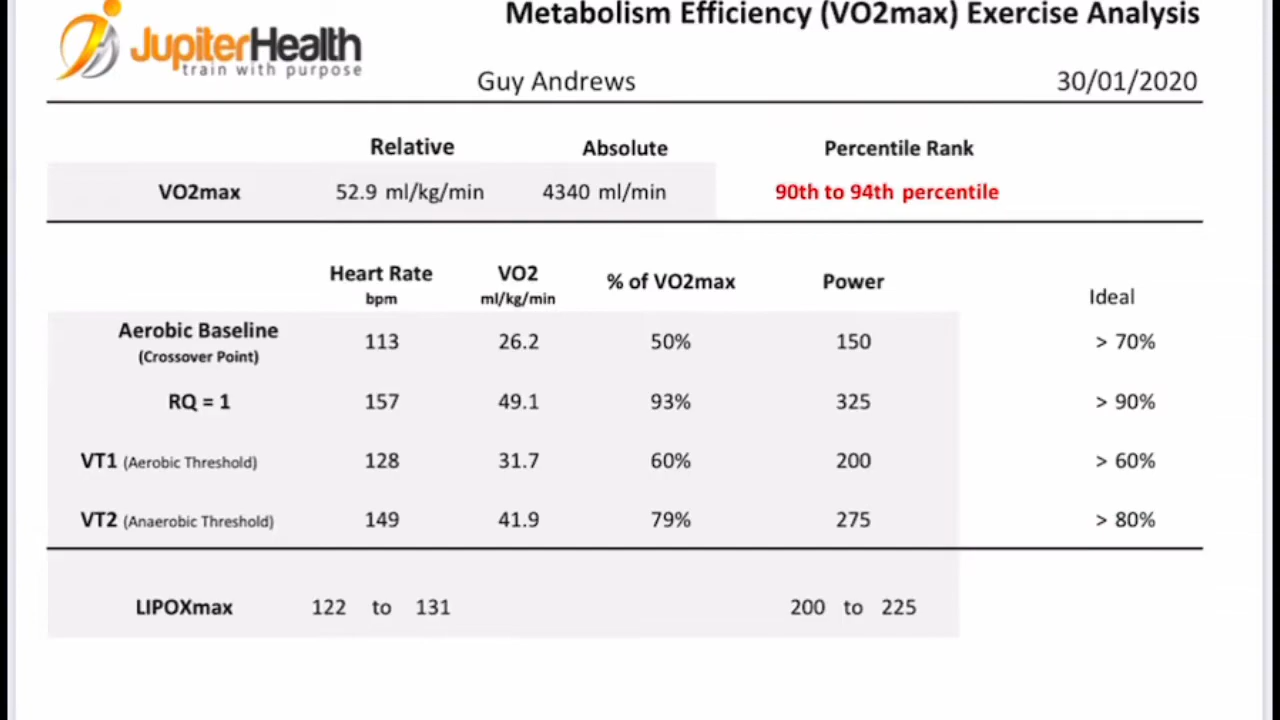 Metabolism Efficiency (VO2max) Exercise Analysis
JupiterHealth
train with purpose
Guy Andrews 30/01/2020
Relative Absolute Percentile Rank
VO2max 52.9 ml/kg/min 4340 ml/min 90th to 94th percentile
Heart Rate VO2 % of VO2max Power
bpm ml/kg/min Ideal
Aerobic Baseline 113 26.2 50% 150 > 70%
(Crossover Point)
RQ = 1 157 49.1 93% 325 > 90%
VT1 (Aerobic Threshold) 128 31.7 60% 200 > 60%
VT2 (Anaerobic Threshold) 149 41.9 79% 275 > 80%
LIPOXmax 122 to 131 200 to 225